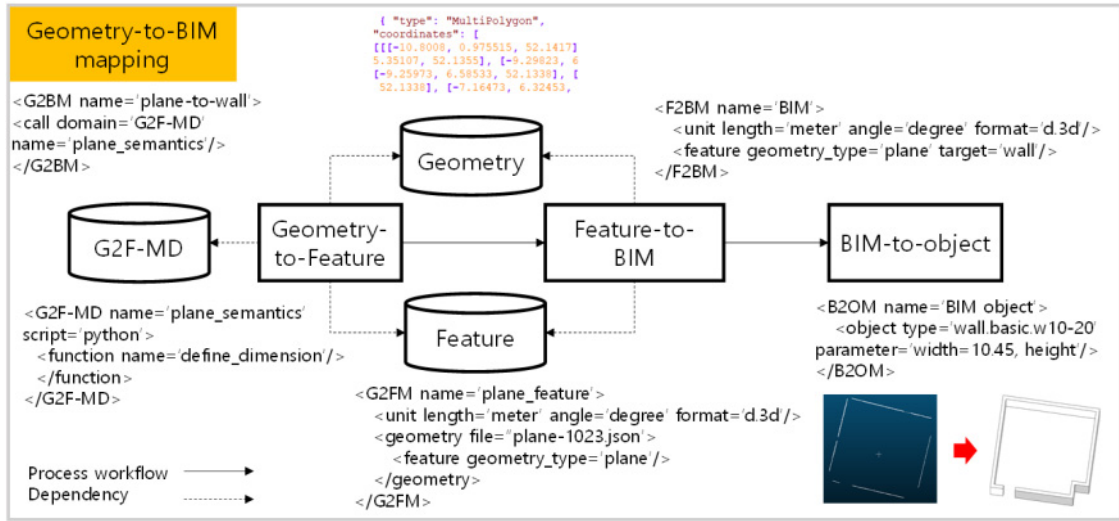 Geometry-to-BIM
mapping
{ "type": "MultiPolygon",
"coordinates": [
[[[-10.8008, 0.975515, 52.1417]
5.35107, 52.1355], [-9.29823, 6
[-9.25973, 6.58533, 52.1338], [
52.1338], [-7.16473, 6.32453,
<G2BM name='plane-to-wall'>
<call domain='G2F-MD'
name='plane_semantics'/>
</G2BM>
<F2BM name='BIM'>
<unit length='meter' angle='degree' format='d.3d'/>
<feature geometry_type='plane' target='wall'/>
</F2BM>
Geometry
G2F-MD
Geometry-
to-Feature
Feature-to-
BIM
BIM-to-object
Feature
<G2F-MD name='plane_semantics'
script='python'>
<function name='define_dimension'/>
</function>
</G2F-MD>
<G2FM name='plane_feature'>
<unit length='meter' angle='degree' format='d.3d'/>
<geometry file="plane-1023.json'>
<feature geometry_type='plane'/>
</geometry>
</G2FM>
<B2OM name='BIM object'>
<object type='wall.basic.w10-20'
parameter='width=10.45, height'/>
</B2OM>
Process workflow
Dependency